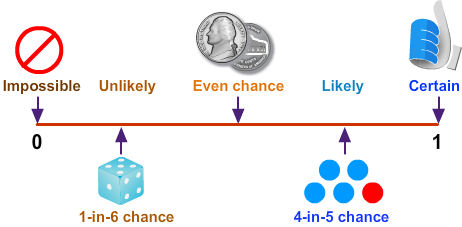 Impossible
Unlikely
Even chance
Likely
Certain
0
1
1-in-6 chance
4-in-5 chance